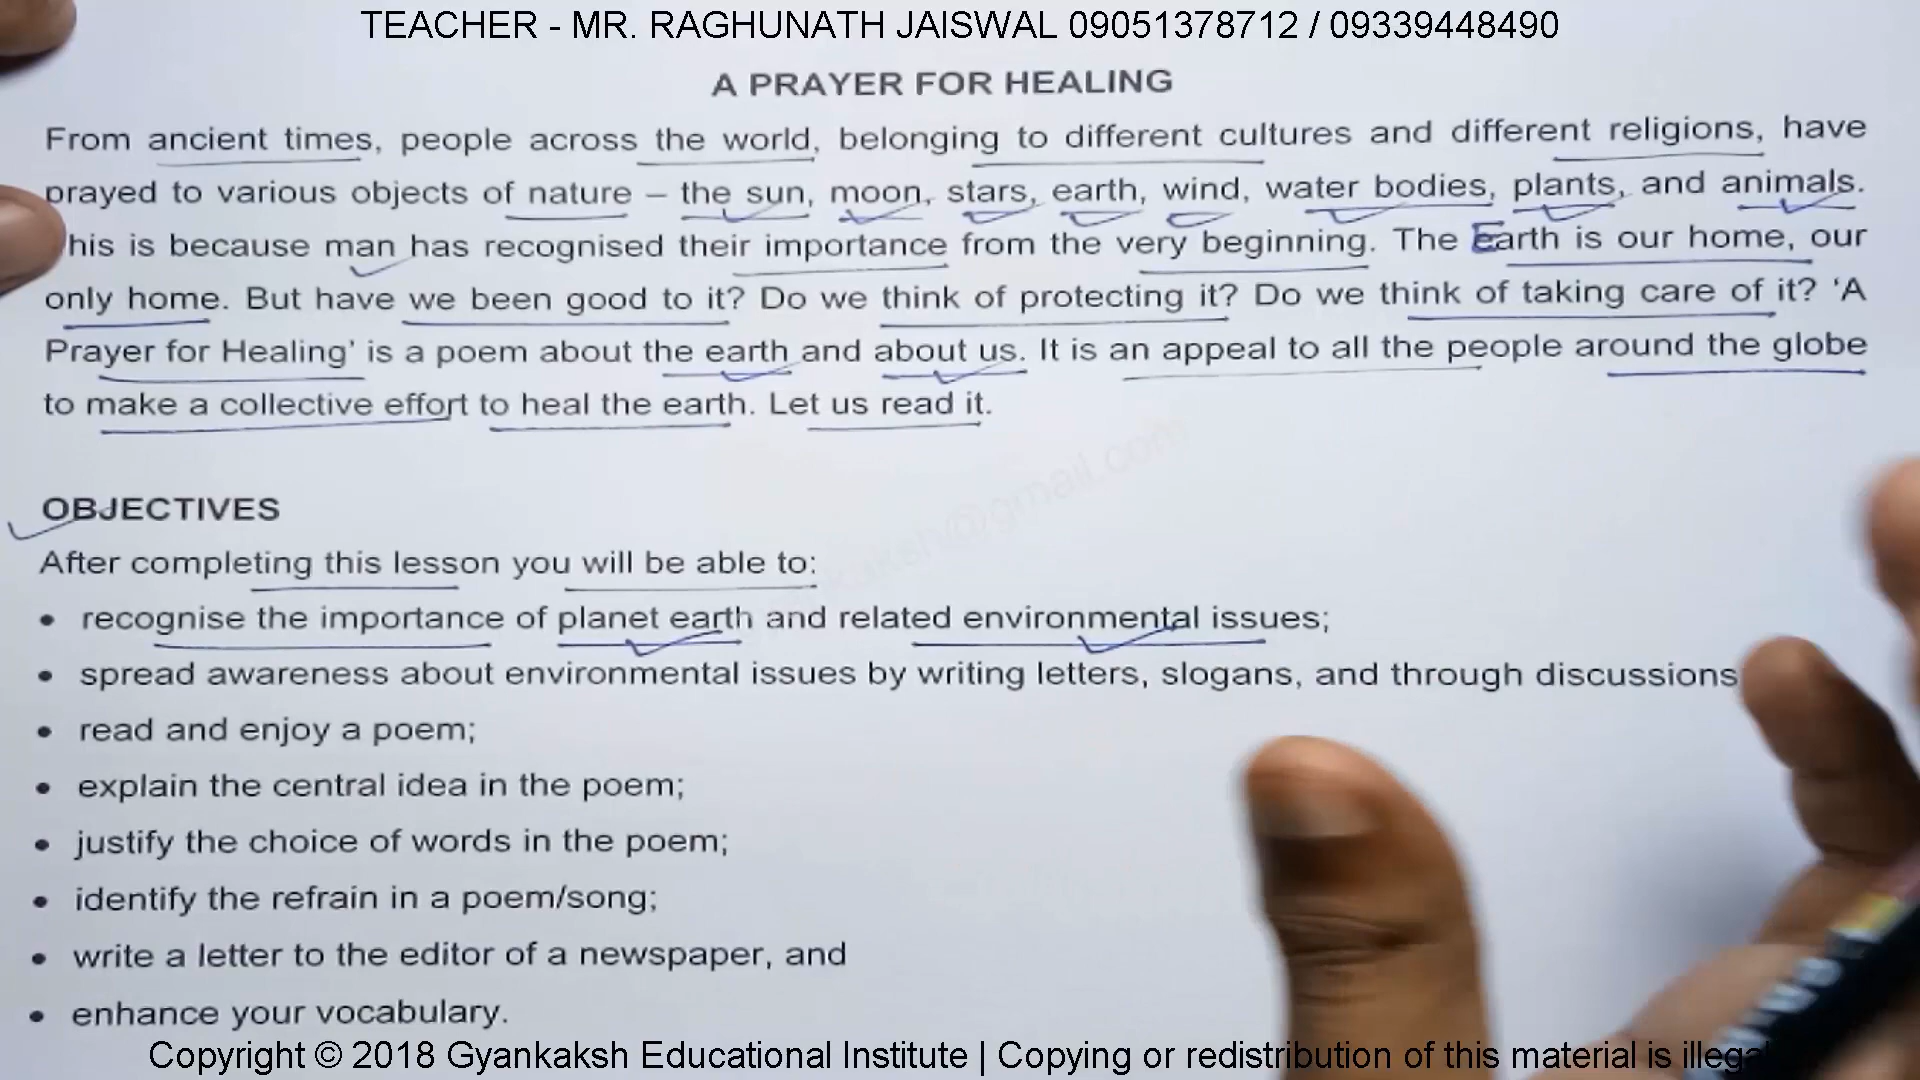 TEACHER - MR. RAGHUNATH JAISWAL 09051378712 / 09339448490
A PRAYER FOR HEALING
From ancient times, people across the world, belonging to different cultures and different religions, have
prayed to various objects of nature – the sun, moon, stars, earth, wind, water bodies, plants, and animals.
his is because man has recognised their importance from the very beginning. The Earth is our home, our
only home. But have we been good to it? Do we think of protecting it? Do we think of taking care of it? ‘A
Prayer for Healing’ is a poem about the earth and about us. It is an appeal to all the people around the globe
to make a collective effort to heal the earth. Let us read it.
OBJECTIVES
After completing this lesson you will be able to:
• recognise the importance of planet earth and related environmental issues;
• spread awareness about environmental issues by writing letters, slogans, and through discussions
• read and enjoy a poem;
• explain the central idea in the poem;
• justify the choice of words in the poem;
• identify the refrain in a poem/song;
• write a letter to the editor of a newspaper, and
• enhance your vocabulary.
Copyright © 2018 Gyankaksh Educational Institute | Copying or redistribution of this material is illegal